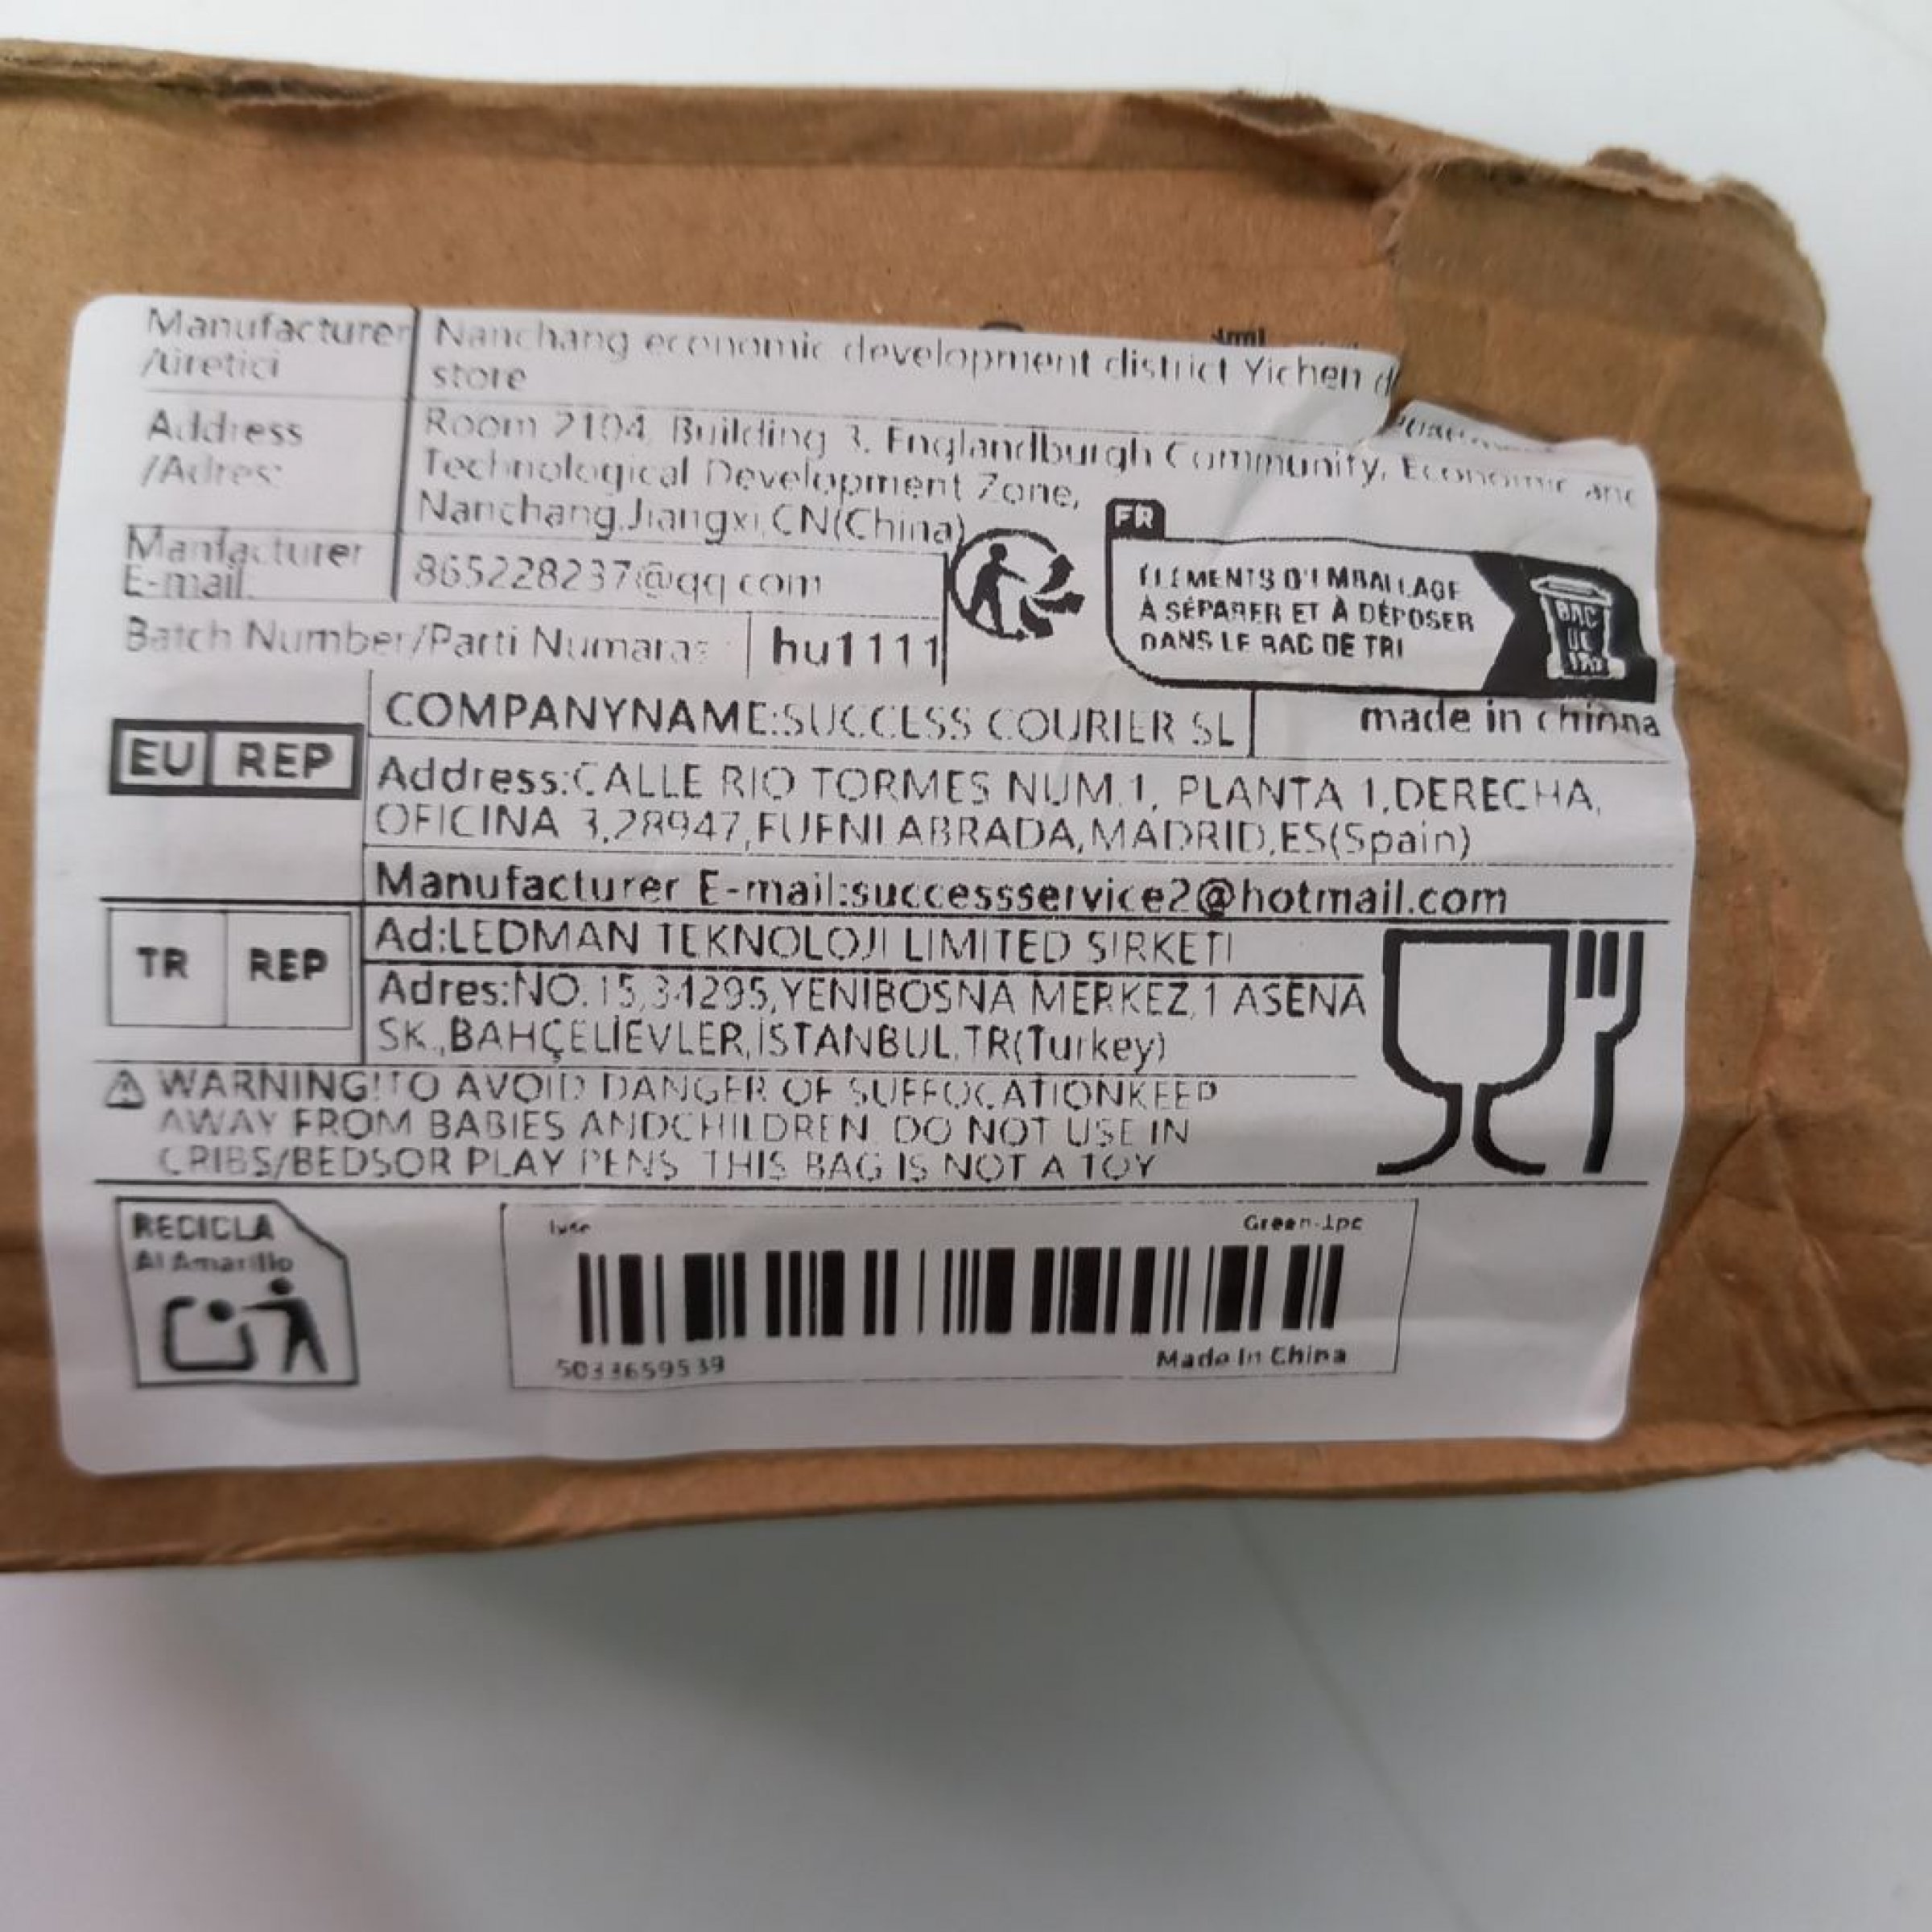 Manufacturer
/üretici
Nanchang economic development district Yichen
store
Address
/Adres:
Room 2104, Building 3, Englandburgh Community, Economic and
Technological Development Zone,
Nanchang,Jiangxi,CN(China)
Manfacturer
E-mail:
865228237@qq.com
Batch Number/Parti Numaras
hu1111
FR
ÉLÉMENTS D'EMBALLAGE
À SÉPARER ET À DÉPOSER
DANS LE BAC DE TRI
BAC
DE
TRI
EU REP
COMPANYNAME:SUCCESS COURIER SL
made in chinna
Address:CALLE RIO TORMES NUM.1, PLANTA 1,DERECHA,
OFICINA 3,28947,FUENLABRADA,MADRID,ES(Spain)
Manufacturer E-mail:successservice2@hotmail.com
TR REP
Ad:LEDMAN TEKNOLOJI LIMITED SIRKETI
Adres:NO.15,34295,YENIBOSNA MERKEZ,1 ASENA
SK.,BAHÇELİEVLER,İSTANBUL,TR(Turkey)
WARNING!TO AVOID DANGER OF SUFFOCATIONKEEP
AWAY FROM BABIES ANDCHILDREN. DO NOT USE IN
CRIBS/BEDSOR PLAY PENS. THIS BAG IS NOT A TOY
RECICLA
Al Amarillo
Green-1pc
5033659539
Made In China